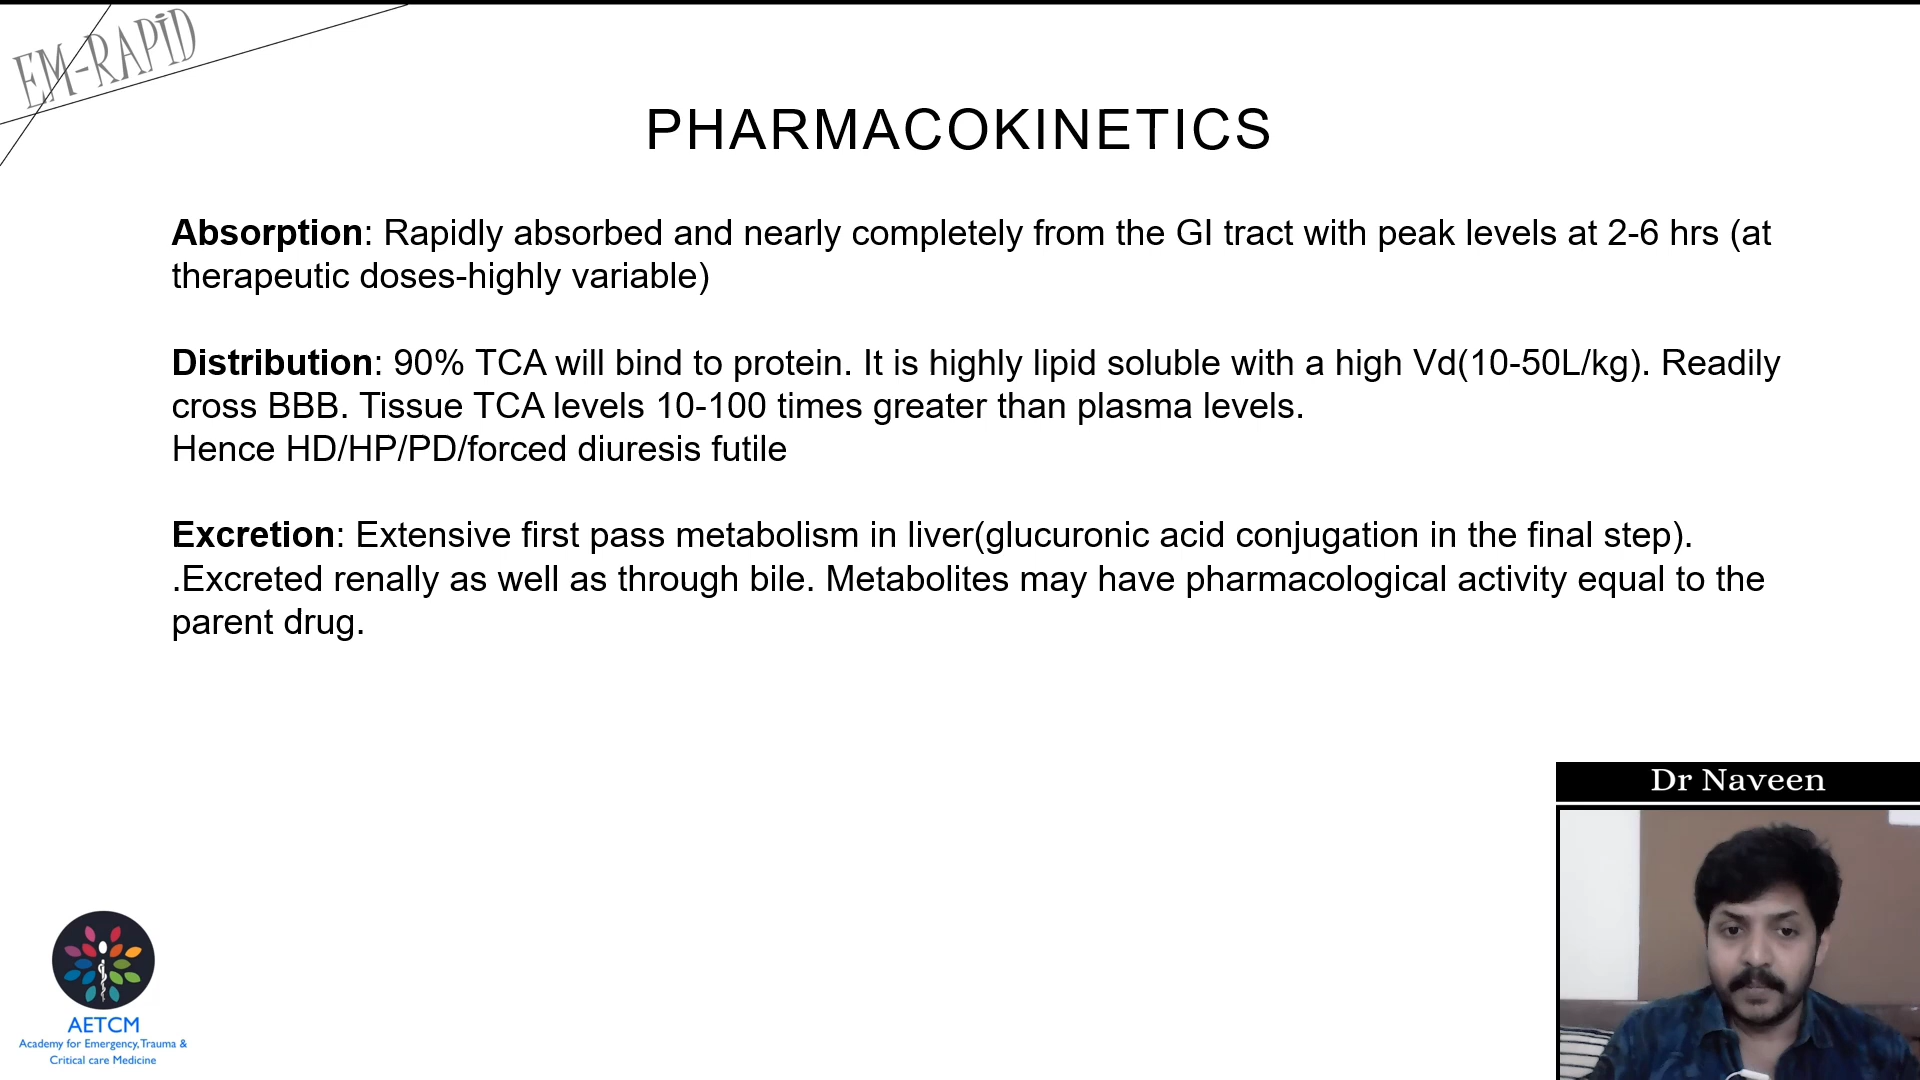 EM-RAPiD
PHARMACOKINETICS
Absorption: Rapidly absorbed and nearly completely from the GI tract with peak levels at 2-6 hrs (at
therapeutic doses-highly variable)
Distribution: 90% TCA will bind to protein. It is highly lipid soluble with a high Vd(10-50L/kg). Readily
cross BBB. Tissue TCA levels 10-100 times greater than plasma levels.
Hence HD/HP/PD/forced diuresis futile
Excretion: Extensive first pass metabolism in liver(glucuronic acid conjugation in the final step).
.Excreted renally as well as through bile. Metabolites may have pharmacological activity equal to the
parent drug.
Dr Naveen
AETCM
Academy for Emergency,Trauma &
Critical care Medicine